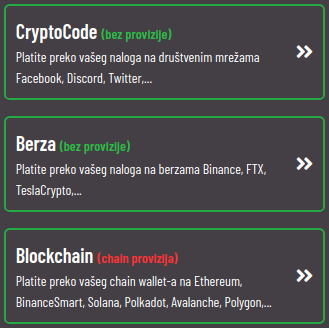 CryptoCode (bez provizije)
Platite preko vašeg naloga na društvenim mrežama
Facebook, Discord, Twitter,...
Berza (bez provizije)
Platite preko vašeg naloga na berzama Binance, FTX,
TeslaCrypto,...
Blockchain (chain provizija)
Platite preko vašeg chain wallet-a na Ethereum,
BinanceSmart, Solana, Polkadot, Avalanche, Polygon,...